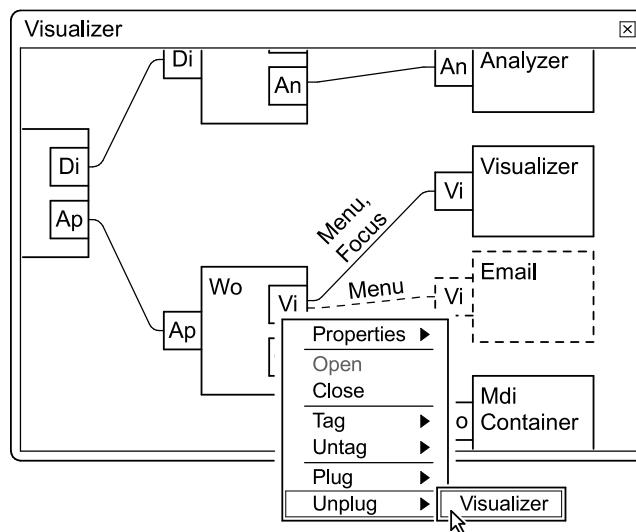 Visualizer
Di
An
An
Analyzer
Di
Ap
Menu,
Focus
Vi
Visualizer
Ap
Wo
Vi
Menu
Vi
Email
Properties
Open
Close
Tag
Untag
Plug
Unplug
Visualizer
o
Mdi
Container